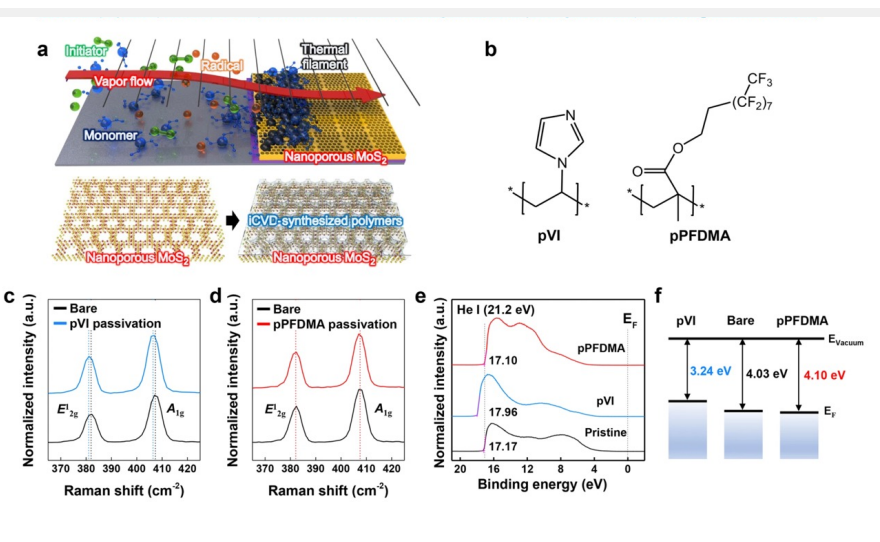 a
Initiator
Radical
Thermal
filament
Vapor flow
Monomer
Nanoporous MoS2
iCVD-synthesized polymers
Nanoporous MoS2
Nanoporous MoS2
b
N
N
*
[
]
*
pVI
CF3
(CF2)7
O
O
*
[
]
*
pPFDMA
c
Normalized intensity (a.u.)
Bare
pVI passivation
E¹2g
A1g
370 380 390 400 410 420
Raman shift (cm-2)
d
Normalized intensity (a.u.)
Bare
pPFDMA passivation
E¹2g
A1g
370 380 390 400 410 420
Raman shift (cm-2)
e
Normalized intensity (a.u.)
He I (21.2 eV)
EF
pPFDMA
17.10
pVI
17.96
Pristine
17.17
20 16 12 8 4 0
Binding energy (eV)
f
pVI Bare pPFDMA
EVacuum
3.24 eV 4.03 eV 4.10 eV
EF